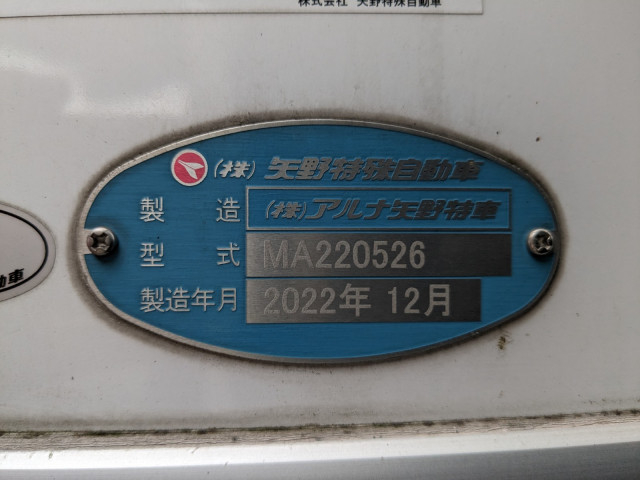 株式会社 矢野特殊自動車
(株)矢野特殊自動車
製造 (株)アルナ矢野特車
型式 MA220526
製造年月 2022年 12月
動車